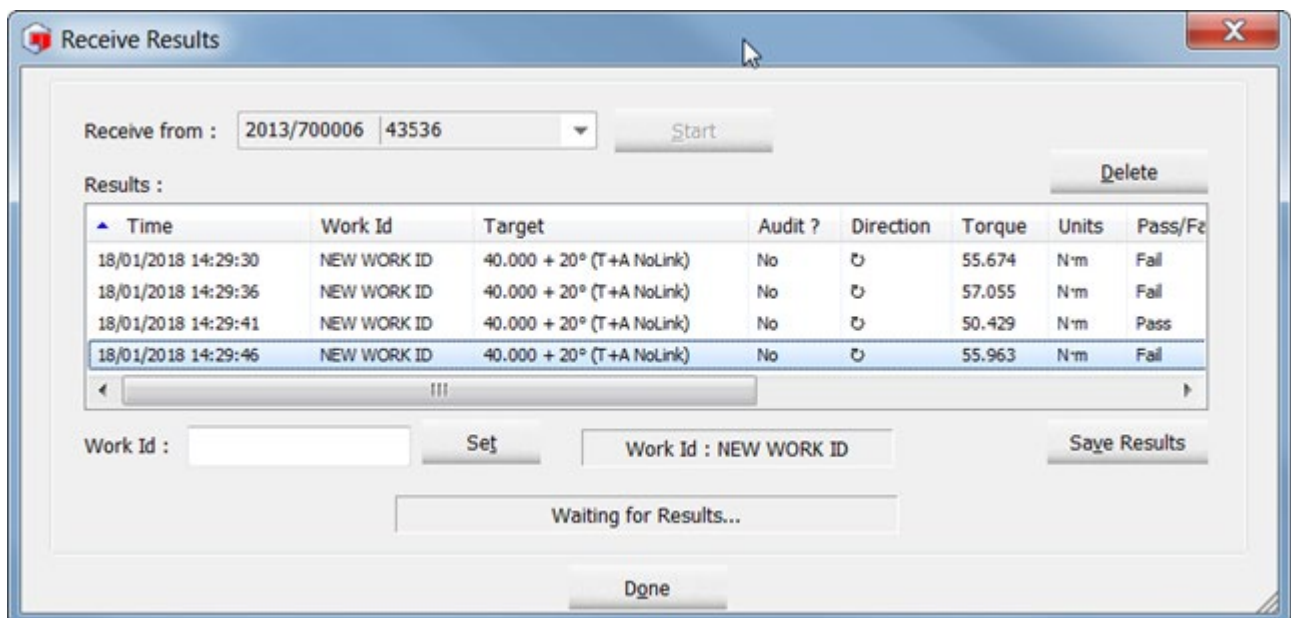 Receive Results
Receive from : 2013/700006 43536 Start
Delete
Results :
Time Work Id Target Audit ? Direction Torque Units Pass/Fa
18/01/2018 14:29:30 NEW WORK ID 40.000 + 20° (T+A NoLink) No ↻ 55.674 N·m Fail
18/01/2018 14:29:36 NEW WORK ID 40.000 + 20° (T+A NoLink) No ↻ 57.055 N·m Fail
18/01/2018 14:29:41 NEW WORK ID 40.000 + 20° (T+A NoLink) No ↻ 50.429 N·m Pass
18/01/2018 14:29:46 NEW WORK ID 40.000 + 20° (T+A NoLink) No ↻ 55.963 N·m Fail
Work Id : Set Work Id : NEW WORK ID Save Results
Waiting for Results...
Done